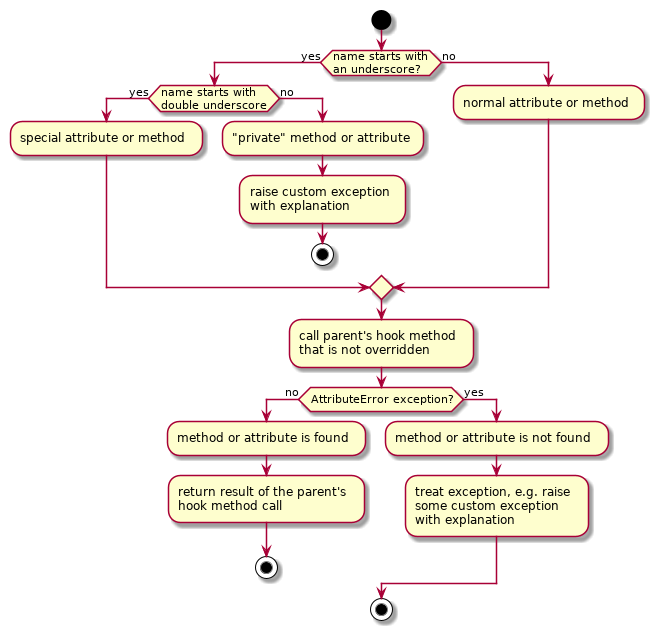 yes
name starts with
an underscore?
no
yes
name starts with
double underscore
no
normal attribute or method
special attribute or method
"private" method or attribute
raise custom exception
with explanation
call parent's hook method
that is not overridden
no
AttributeError exception?
yes
method or attribute is found
method or attribute is not found
return result of the parent's
hook method call
treat exception, e.g. raise
some custom exception
with explanation